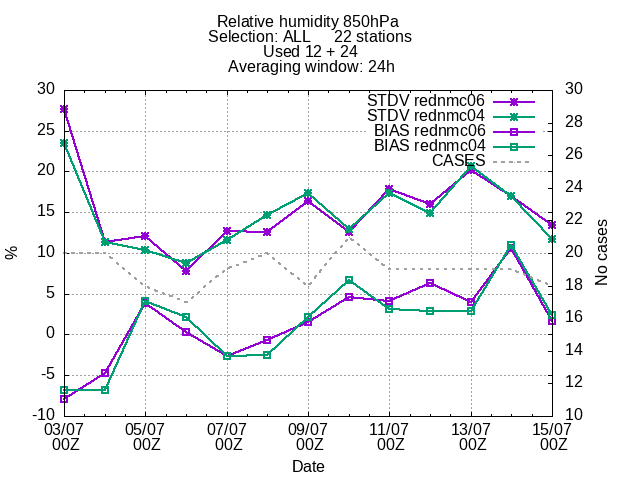 Relative humidity 850hPa
Selection: ALL 22 stations
Used 12 + 24
Averaging window: 24h
30
25
20
15
10
5
0
-5
-10
%
STDV rednmc06
STDV rednmc04
BIAS rednmc06
BIAS rednmc04
CASES
30
28
26
24
22
20
18
16
14
12
10
No cases
03/07 05/07 07/07 09/07 11/07 13/07 15/07
00Z 00Z 00Z 00Z 00Z 00Z 00Z
Date